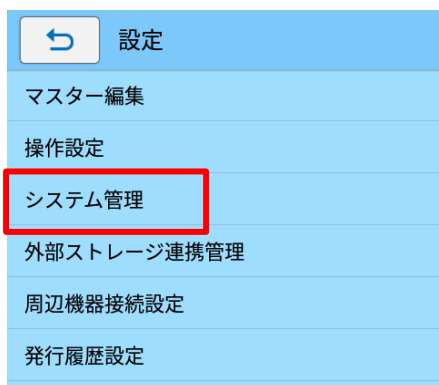 設定
マスター編集
操作設定
システム管理
外部ストレージ連携管理
周辺機器接続設定
発行履歴設定